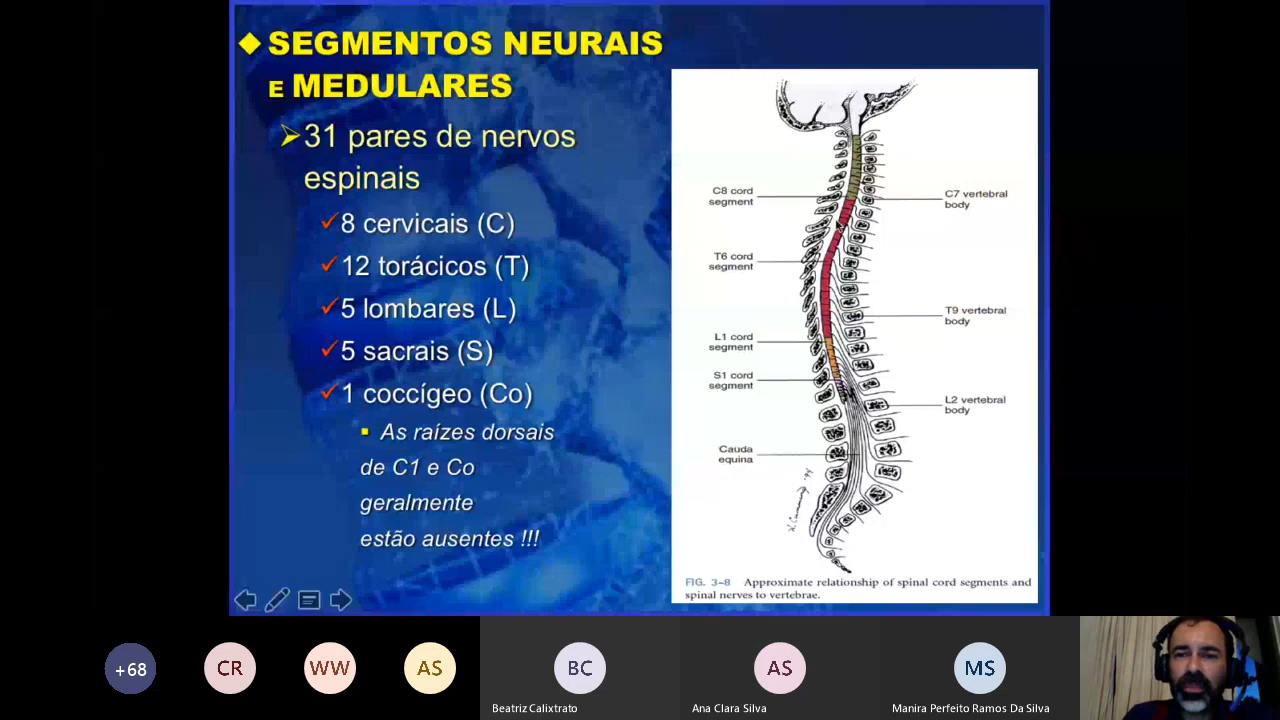 SEGMENTOS NEURAIS
E MEDULARES
31 pares de nervos
espinais
8 cervicais (C)
12 torácicos (T)
5 lombares (L)
5 sacrais (S)
1 coccígeo (Co)
As raízes dorsais
de C1 e Co
geralmente
estão ausentes !!!
C8 cord
segment
T6 cord
segment
L1 cord
segment
S1 cord
segment
Cauda
equina
C7 vertebral
body
T9 vertebral
body
L2 vertebral
body
FIG. 3-8 Approximate relationship of spinal cord segments and
spinal nerves to vertebrae.
+68
CR
WW
AS
BC
Beatriz Calixtrato
AS
Ana Clara Silva
MS
Manira Perfeito Ramos Da Silva